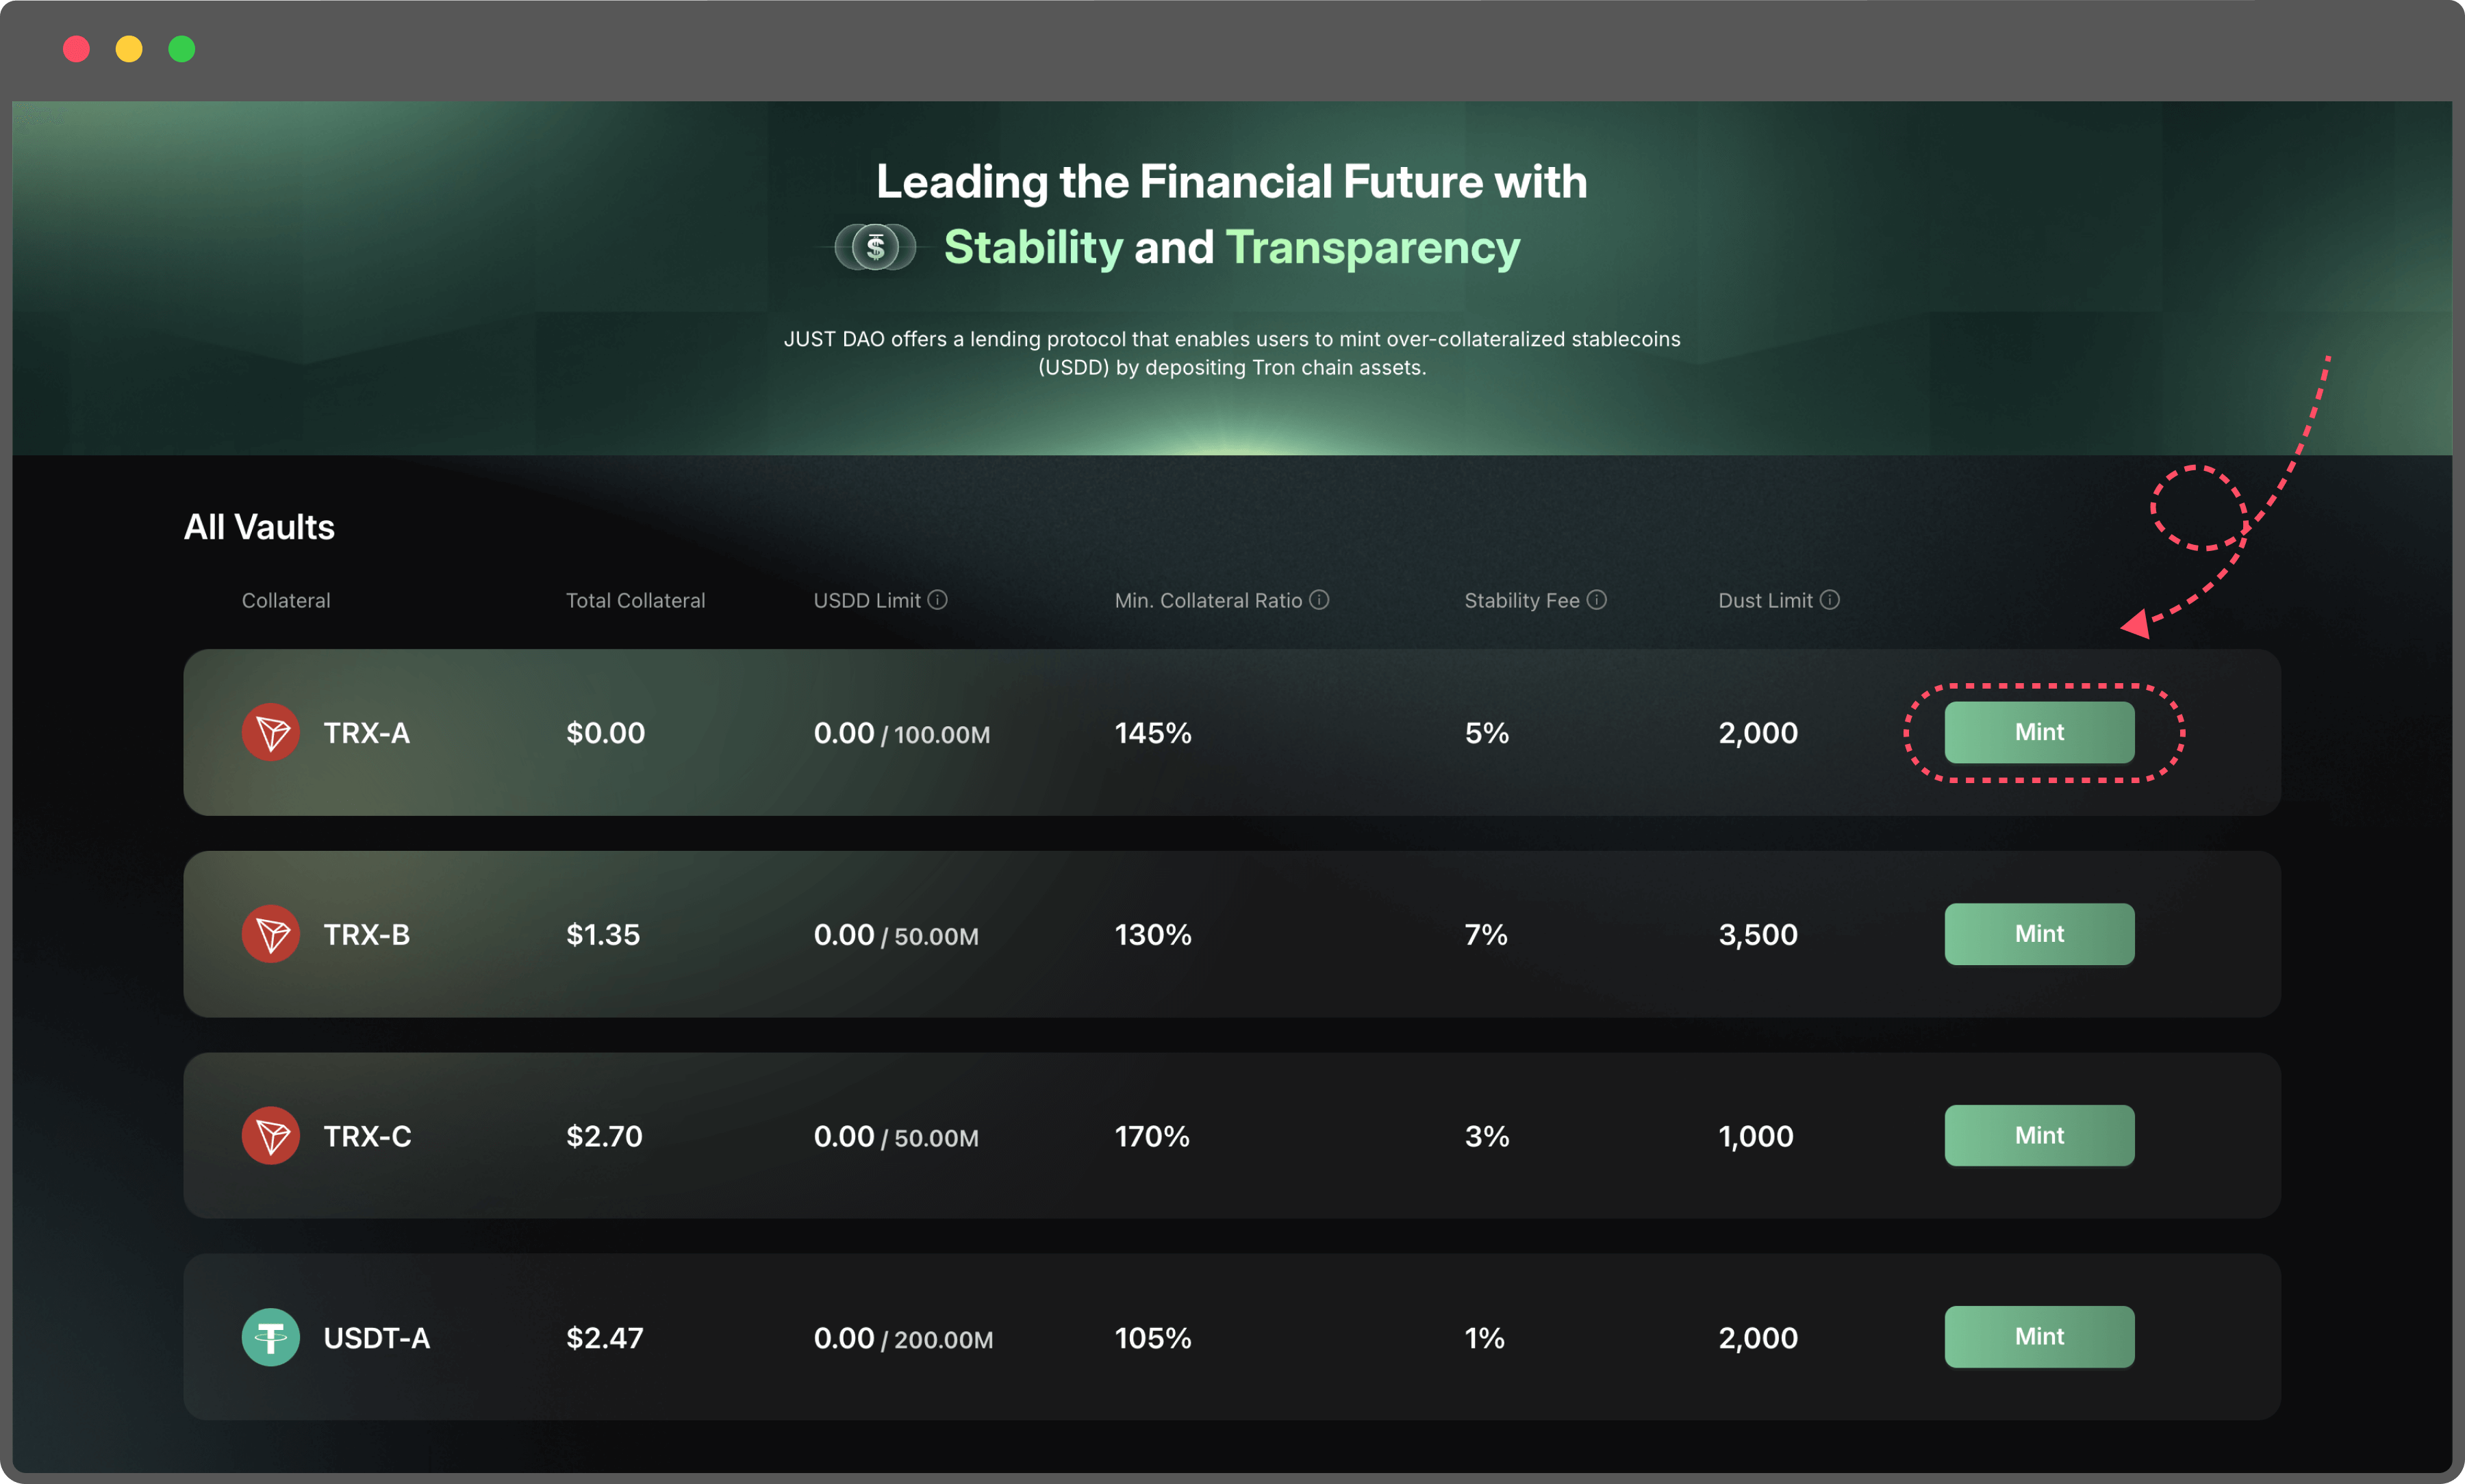 Leading the Financial Future with
Stability and Transparency
JUST DAO offers a lending protocol that enables users to mint over-collateralized stablecoins
(USDD) by depositing Tron chain assets.
All Vaults
Collateral Total Collateral USDD Limit Min. Collateral Ratio Stability Fee Dust Limit
TRX-A $0.00 0.00 / 100.00M 145% 5% 2,000 Mint
TRX-B $1.35 0.00 / 50.00M 130% 7% 3,500 Mint
TRX-C $2.70 0.00 / 50.00M 170% 3% 1,000 Mint
USDT-A $2.47 0.00 / 200.00M 105% 1% 2,000 Mint